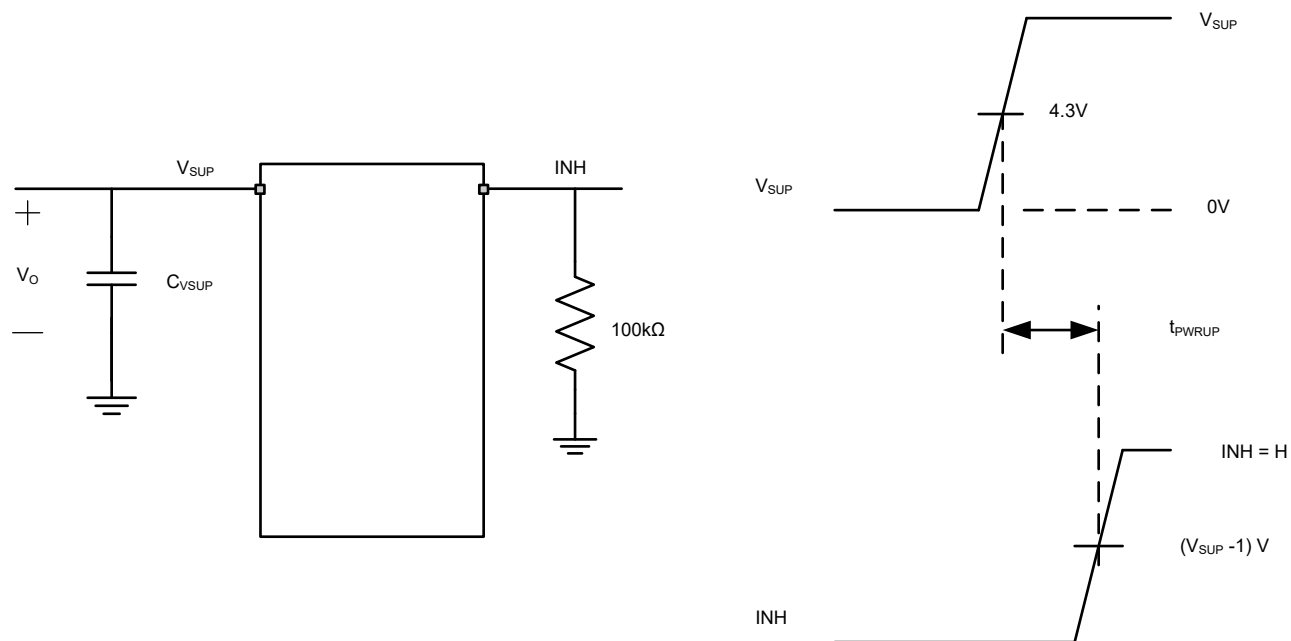 V_SUP
INH
+
V_O
—
C_VSUP
100kΩ
V_SUP
4.3V
V_SUP
0V
t_PWRUP
INH = H
(V_SUP -1) V
INH